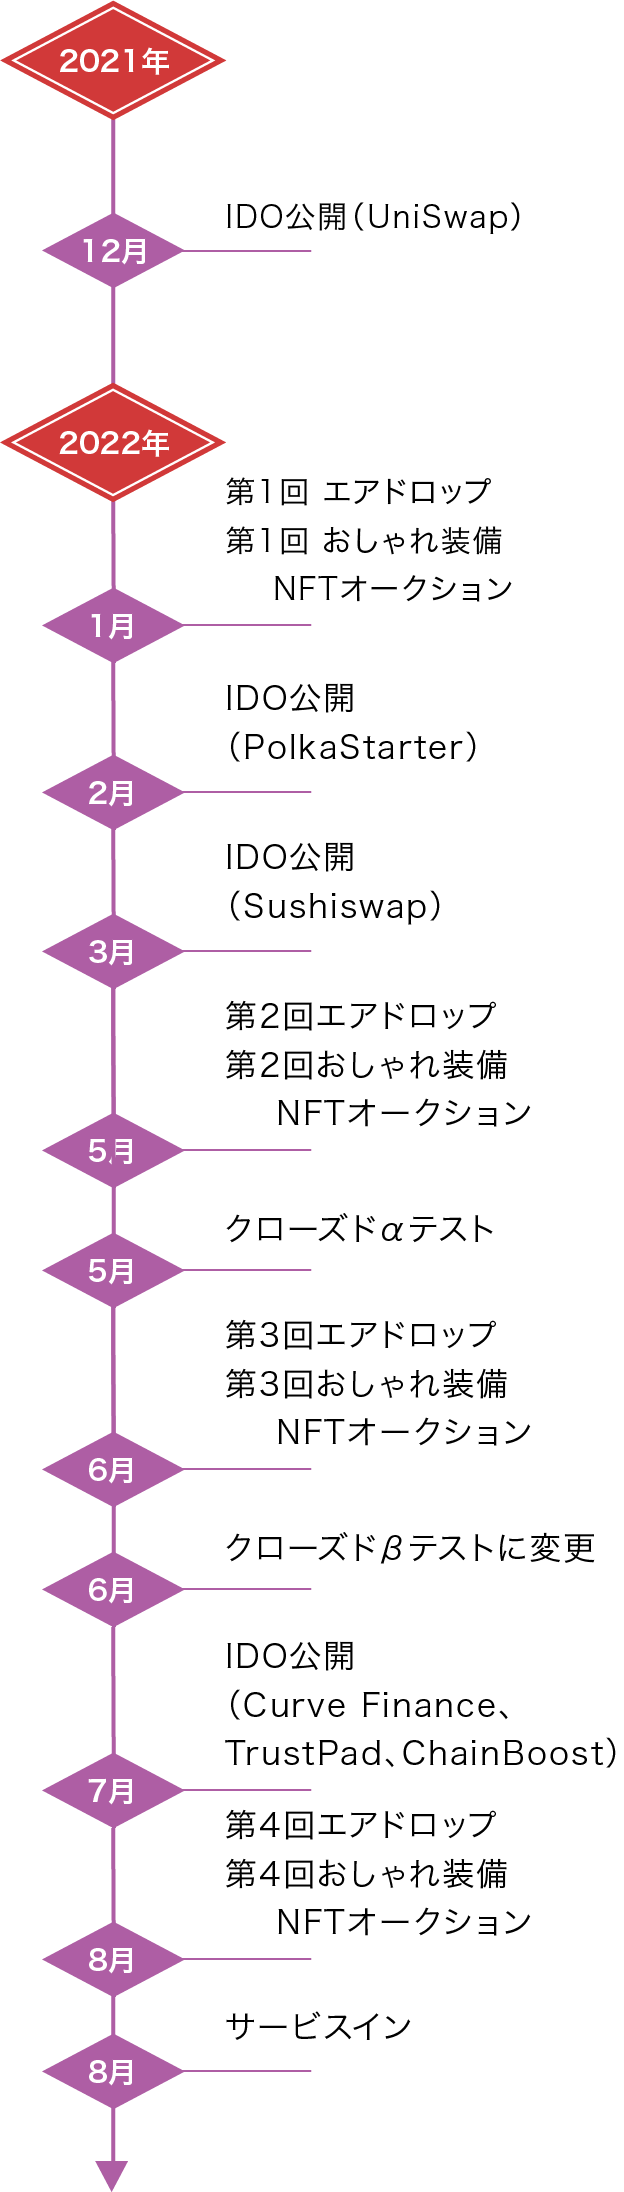 2021年
IDO公開（UniSwap）
12月
2022年
第1回 エアドロップ
第1回 おしゃれ装備
NFTオークション
1月
IDO公開
（PolkaStarter）
2月
IDO公開
（Sushiswap）
3月
第2回エアドロップ
第2回おしゃれ装備
NFTオークション
5月
クローズドαテスト
5月
第3回エアドロップ
第3回おしゃれ装備
NFTオークション
6月
クローズドβテストに変更
6月
IDO公開
（Curve Finance、
TrustPad、ChainBoost）
7月
第4回エアドロップ
第4回おしゃれ装備
NFTオークション
8月
サービスイン
8月